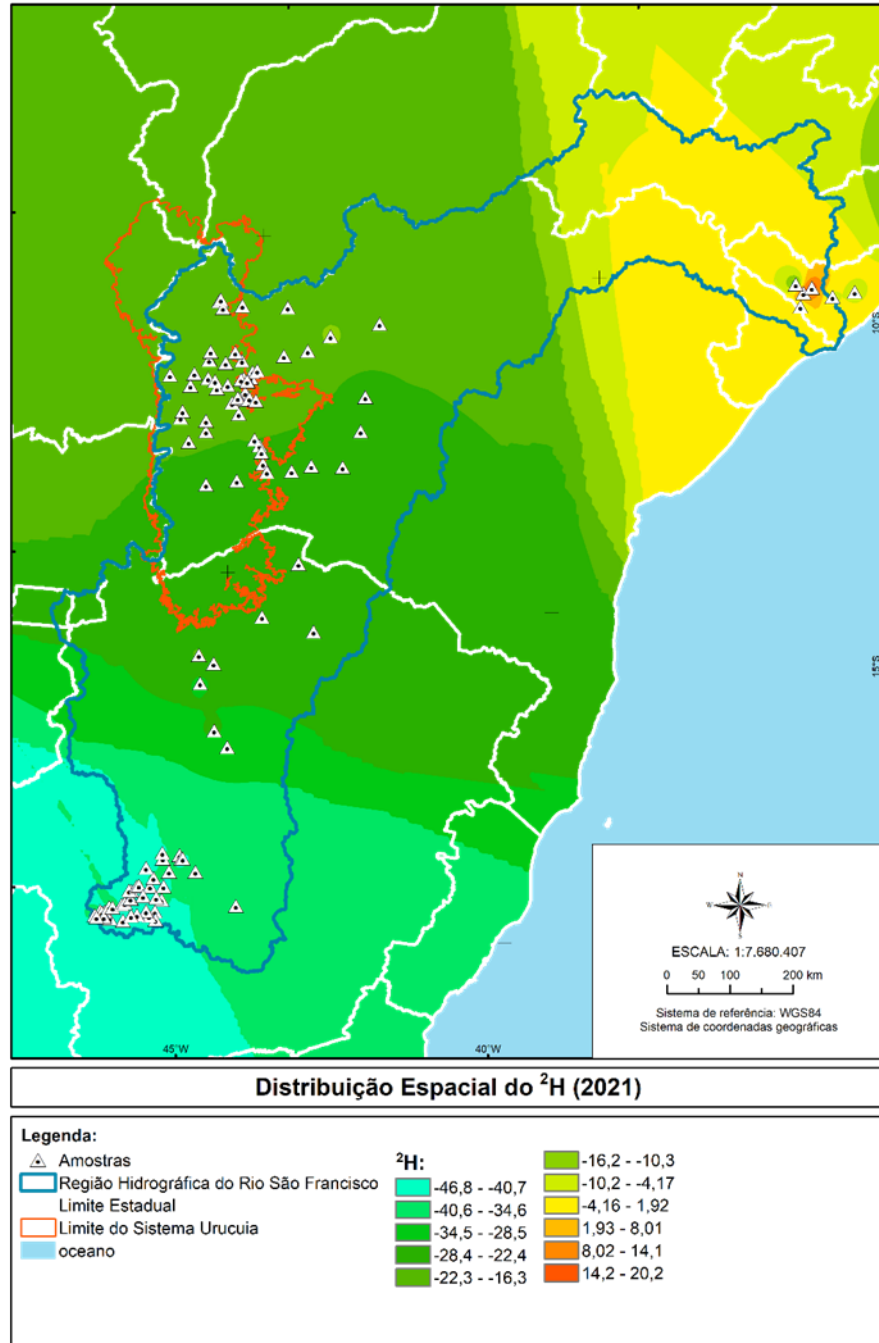 10°S
15°S
N
W
S
ESCALA: 1:7.680.407
0 50 100 200 km
Sistema de referência: WGS84
Sistema de coordenadas geográficas
45°W
40°W
Distribuição Espacial do ²H (2021)
Legenda:
Amostras
Região Hidrográfica do Rio São Francisco
Limite Estadual
Limite do Sistema Urucuia
oceano
²H:
-46,8 - -40,7
-40,6 - -34,6
-34,5 - -28,5
-28,4 - -22,4
-22,3 - -16,3
-16,2 - -10,3
-10,2 - -4,17
-4,16 - 1,92
1,93 - 8,01
8,02 - 14,1
14,2 - 20,2